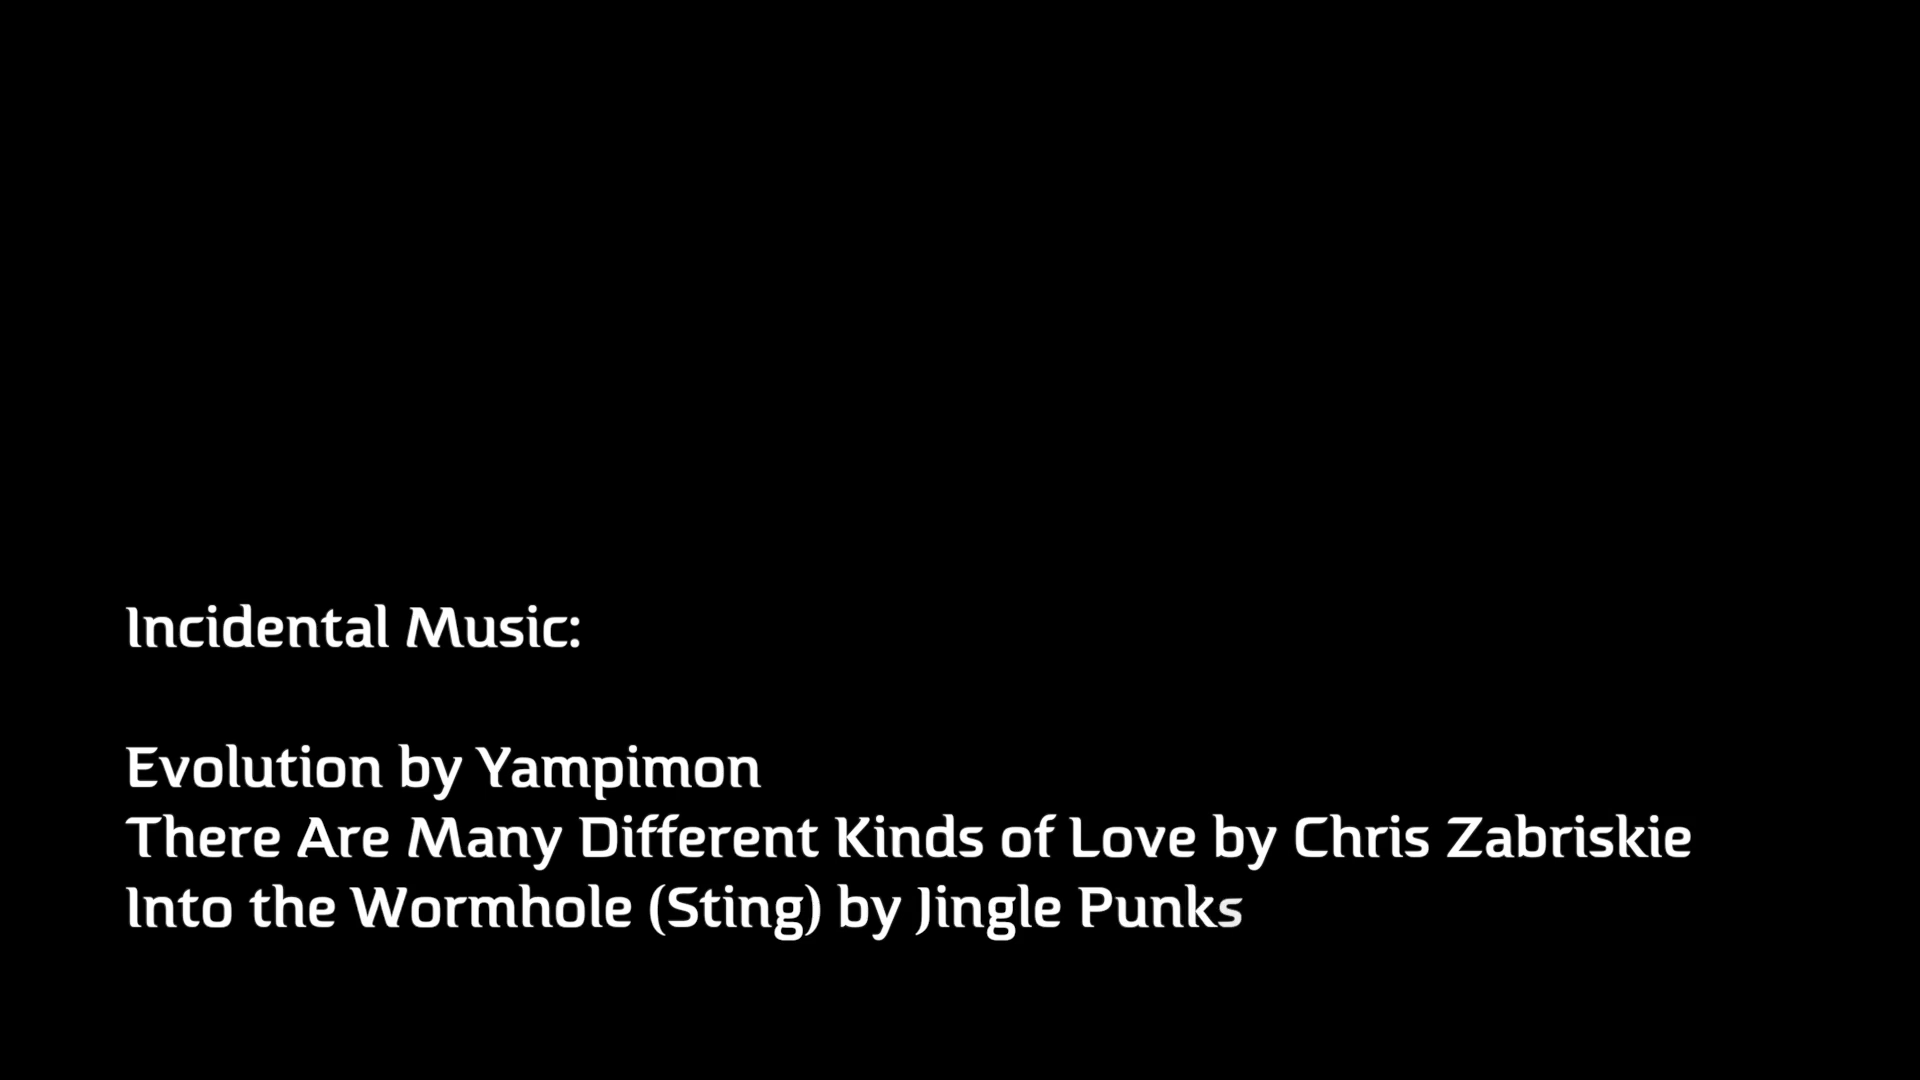 Incidental Music:
Evolution by Yampimon
There Are Many Different Kinds of Love by Chris Zabriskie
Into the Wormhole (Sting) by Jingle Punks